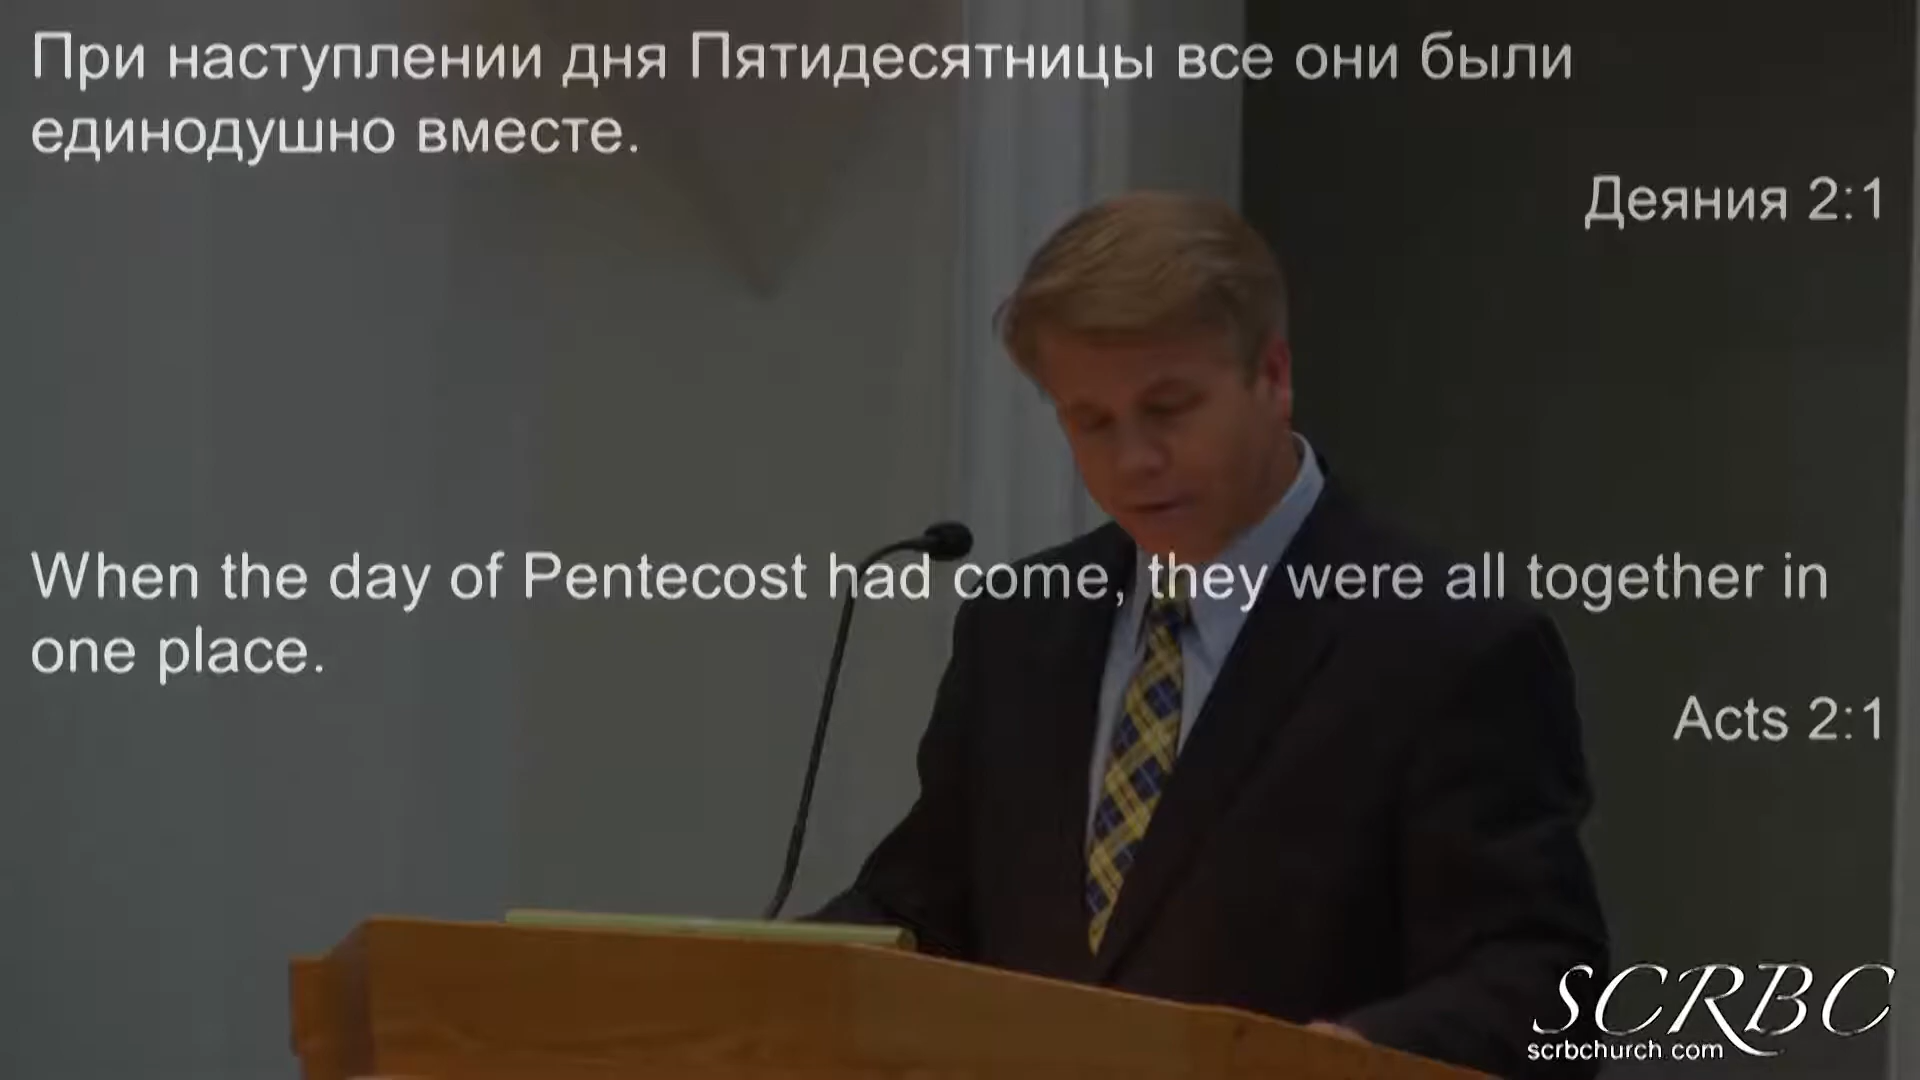 При наступлении дня Пятидесятницы все они были
единодушно вместе.
Деяния 2:1
When the day of Pentecost had come, they were all together in
one place.
Acts 2:1
SCRBC
scrbchurch com